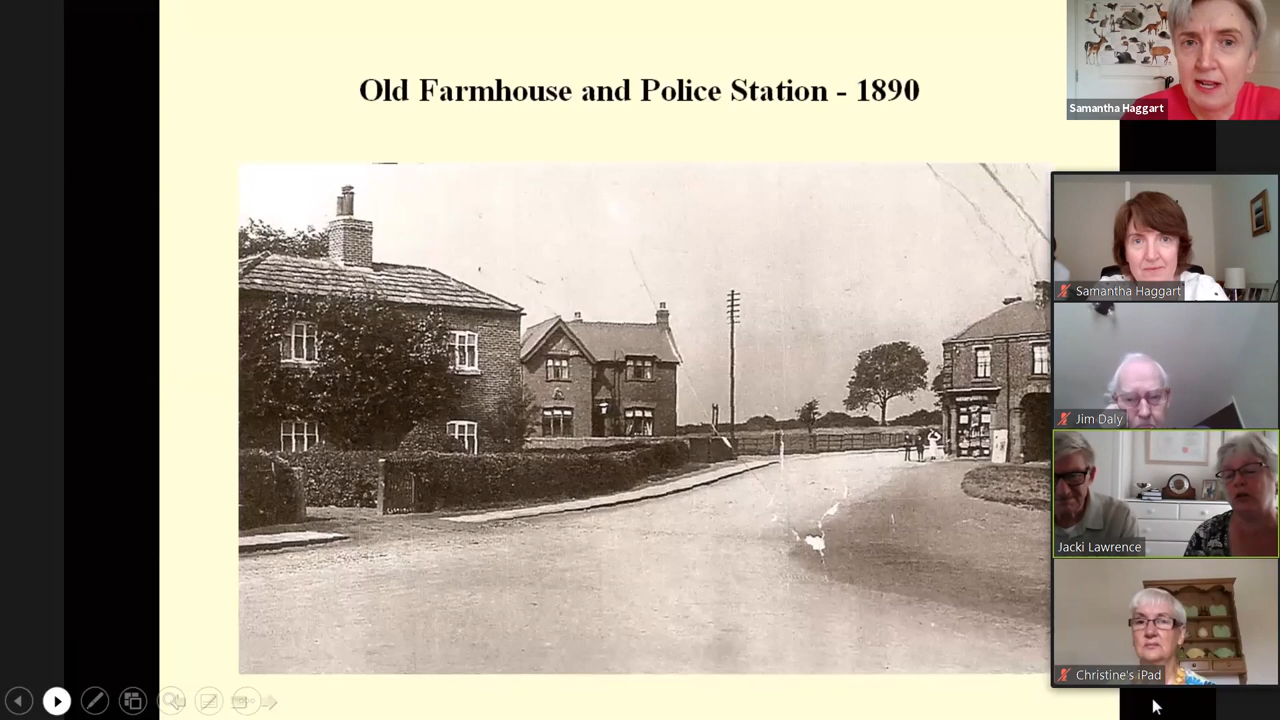 Old Farmhouse and Police Station - 1890
Samantha Haggart
Samantha Haggart
Jim Daly
Jacki Lawrence
Christine's iPad